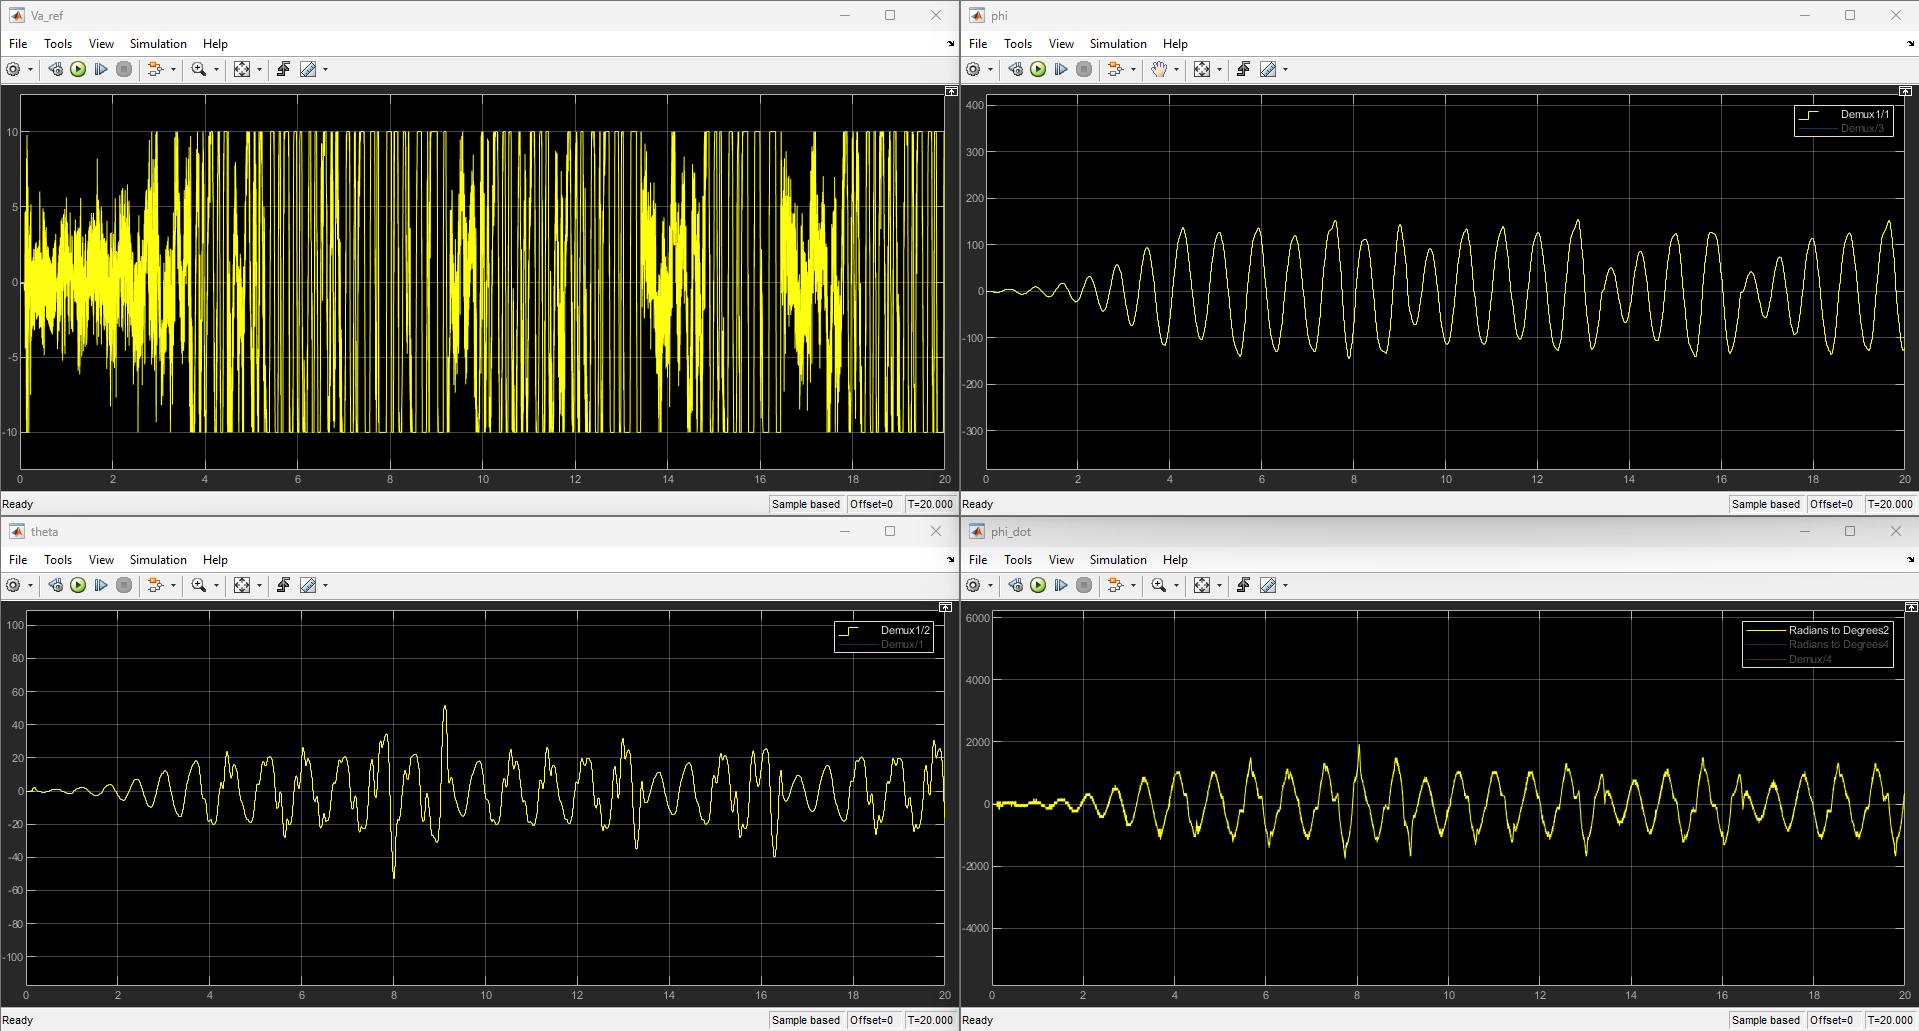 Va_ref
File Tools View Simulation Help
10
5
0
-5
-10
0 2 4 6 8 10 12 14 16 18 20
Ready Sample based Offset=0 T=20.000
phi
File Tools View Simulation Help
400
300
200
100
0
-100
-200
-300
Demux1/1
Demux/3
0 2 4 6 8 10 12 14 16 18 20
Ready Sample based Offset=0 T=20.000
theta
File Tools View Simulation Help
100
80
60
40
20
0
-20
-40
-60
-80
-100
Demux1/2
Demux/1
0 2 4 6 8 10 12 14 16 18 20
Ready Sample based Offset=0 T=20.000
phi_dot
File Tools View Simulation Help
6000
4000
2000
0
-2000
-4000
Radians to Degrees2
Radians to Degrees4
Demux/4
0 2 4 6 8 10 12 14 16 18 20
Ready Sample based Offset=0 T=20.000